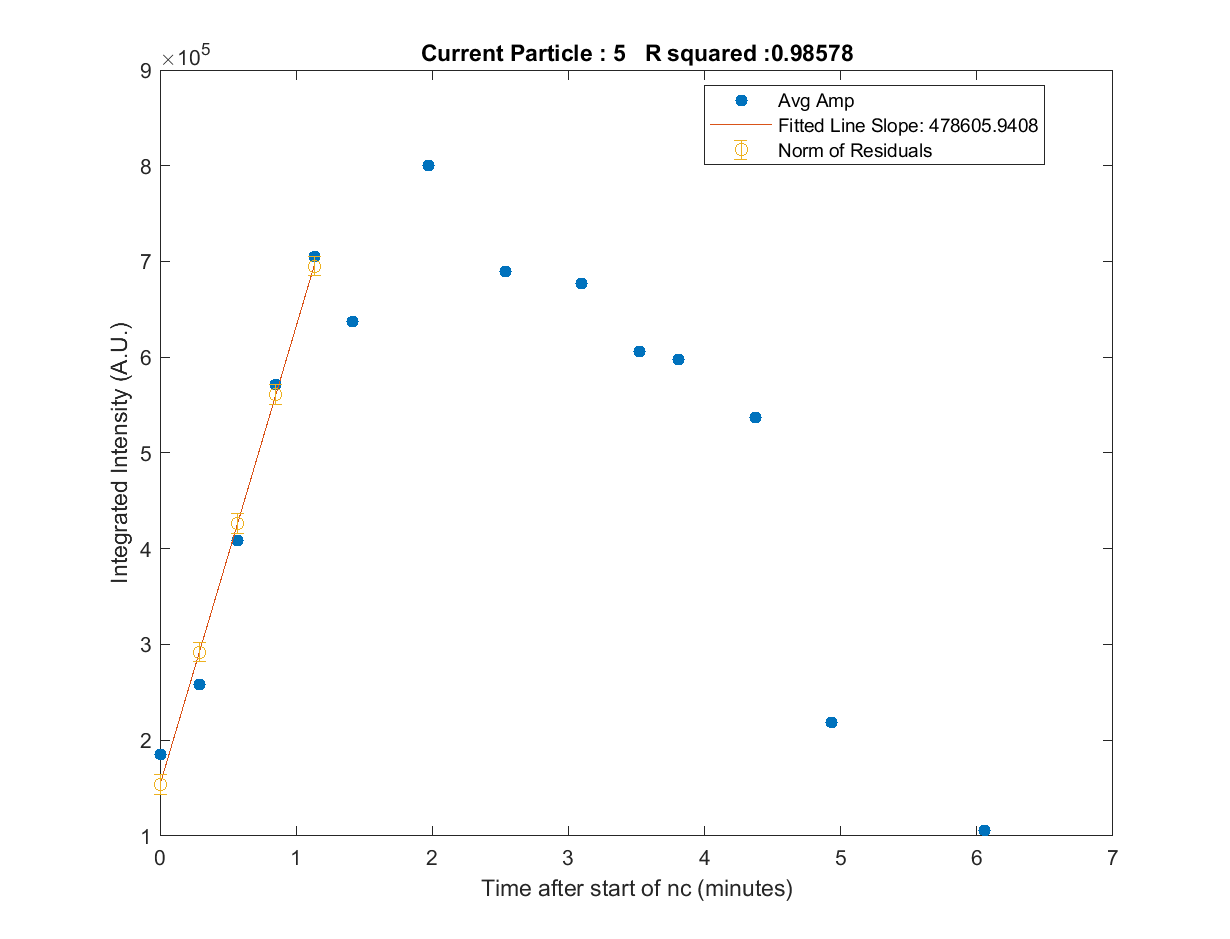 Current Particle : 5   R squared :0.98578
×10^5
9
8
7
6
5
4
3
2
1
0 1 2 3 4 5 6 7
Integrated Intensity (A.U.)
Time after start of nc (minutes)
Avg Amp
Fitted Line Slope: 478605.9408
Norm of Residuals